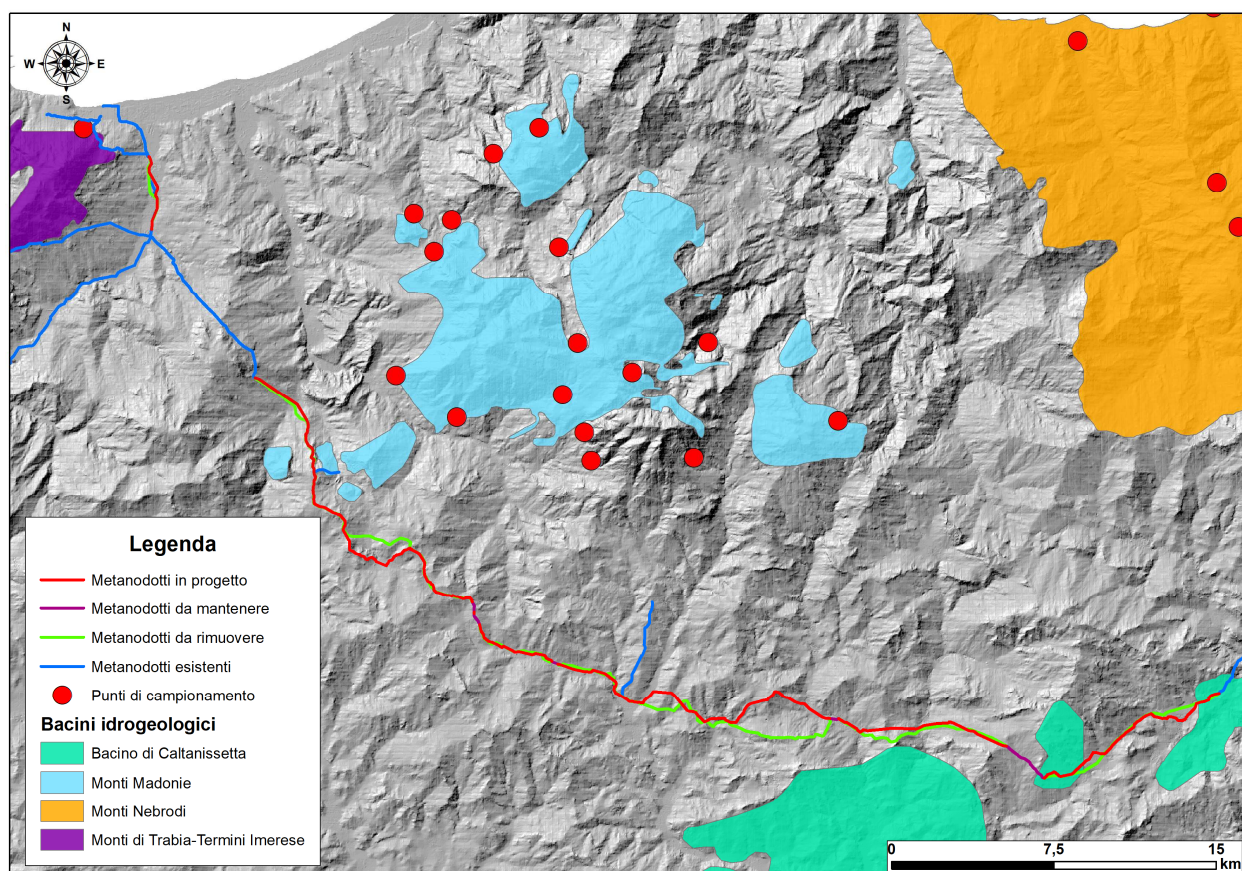 N
W E
S
Legenda
Metanodotti in progetto
Metanodotti da mantenere
Metanodotti da rimuovere
Metanodotti esistenti
Punti di campionamento
Bacini idrogeologici
Bacino di Caltanissetta
Monti Madonie
Monti Nebrodi
Monti di Trabia-Termini Imerese
0 7,5 15
km